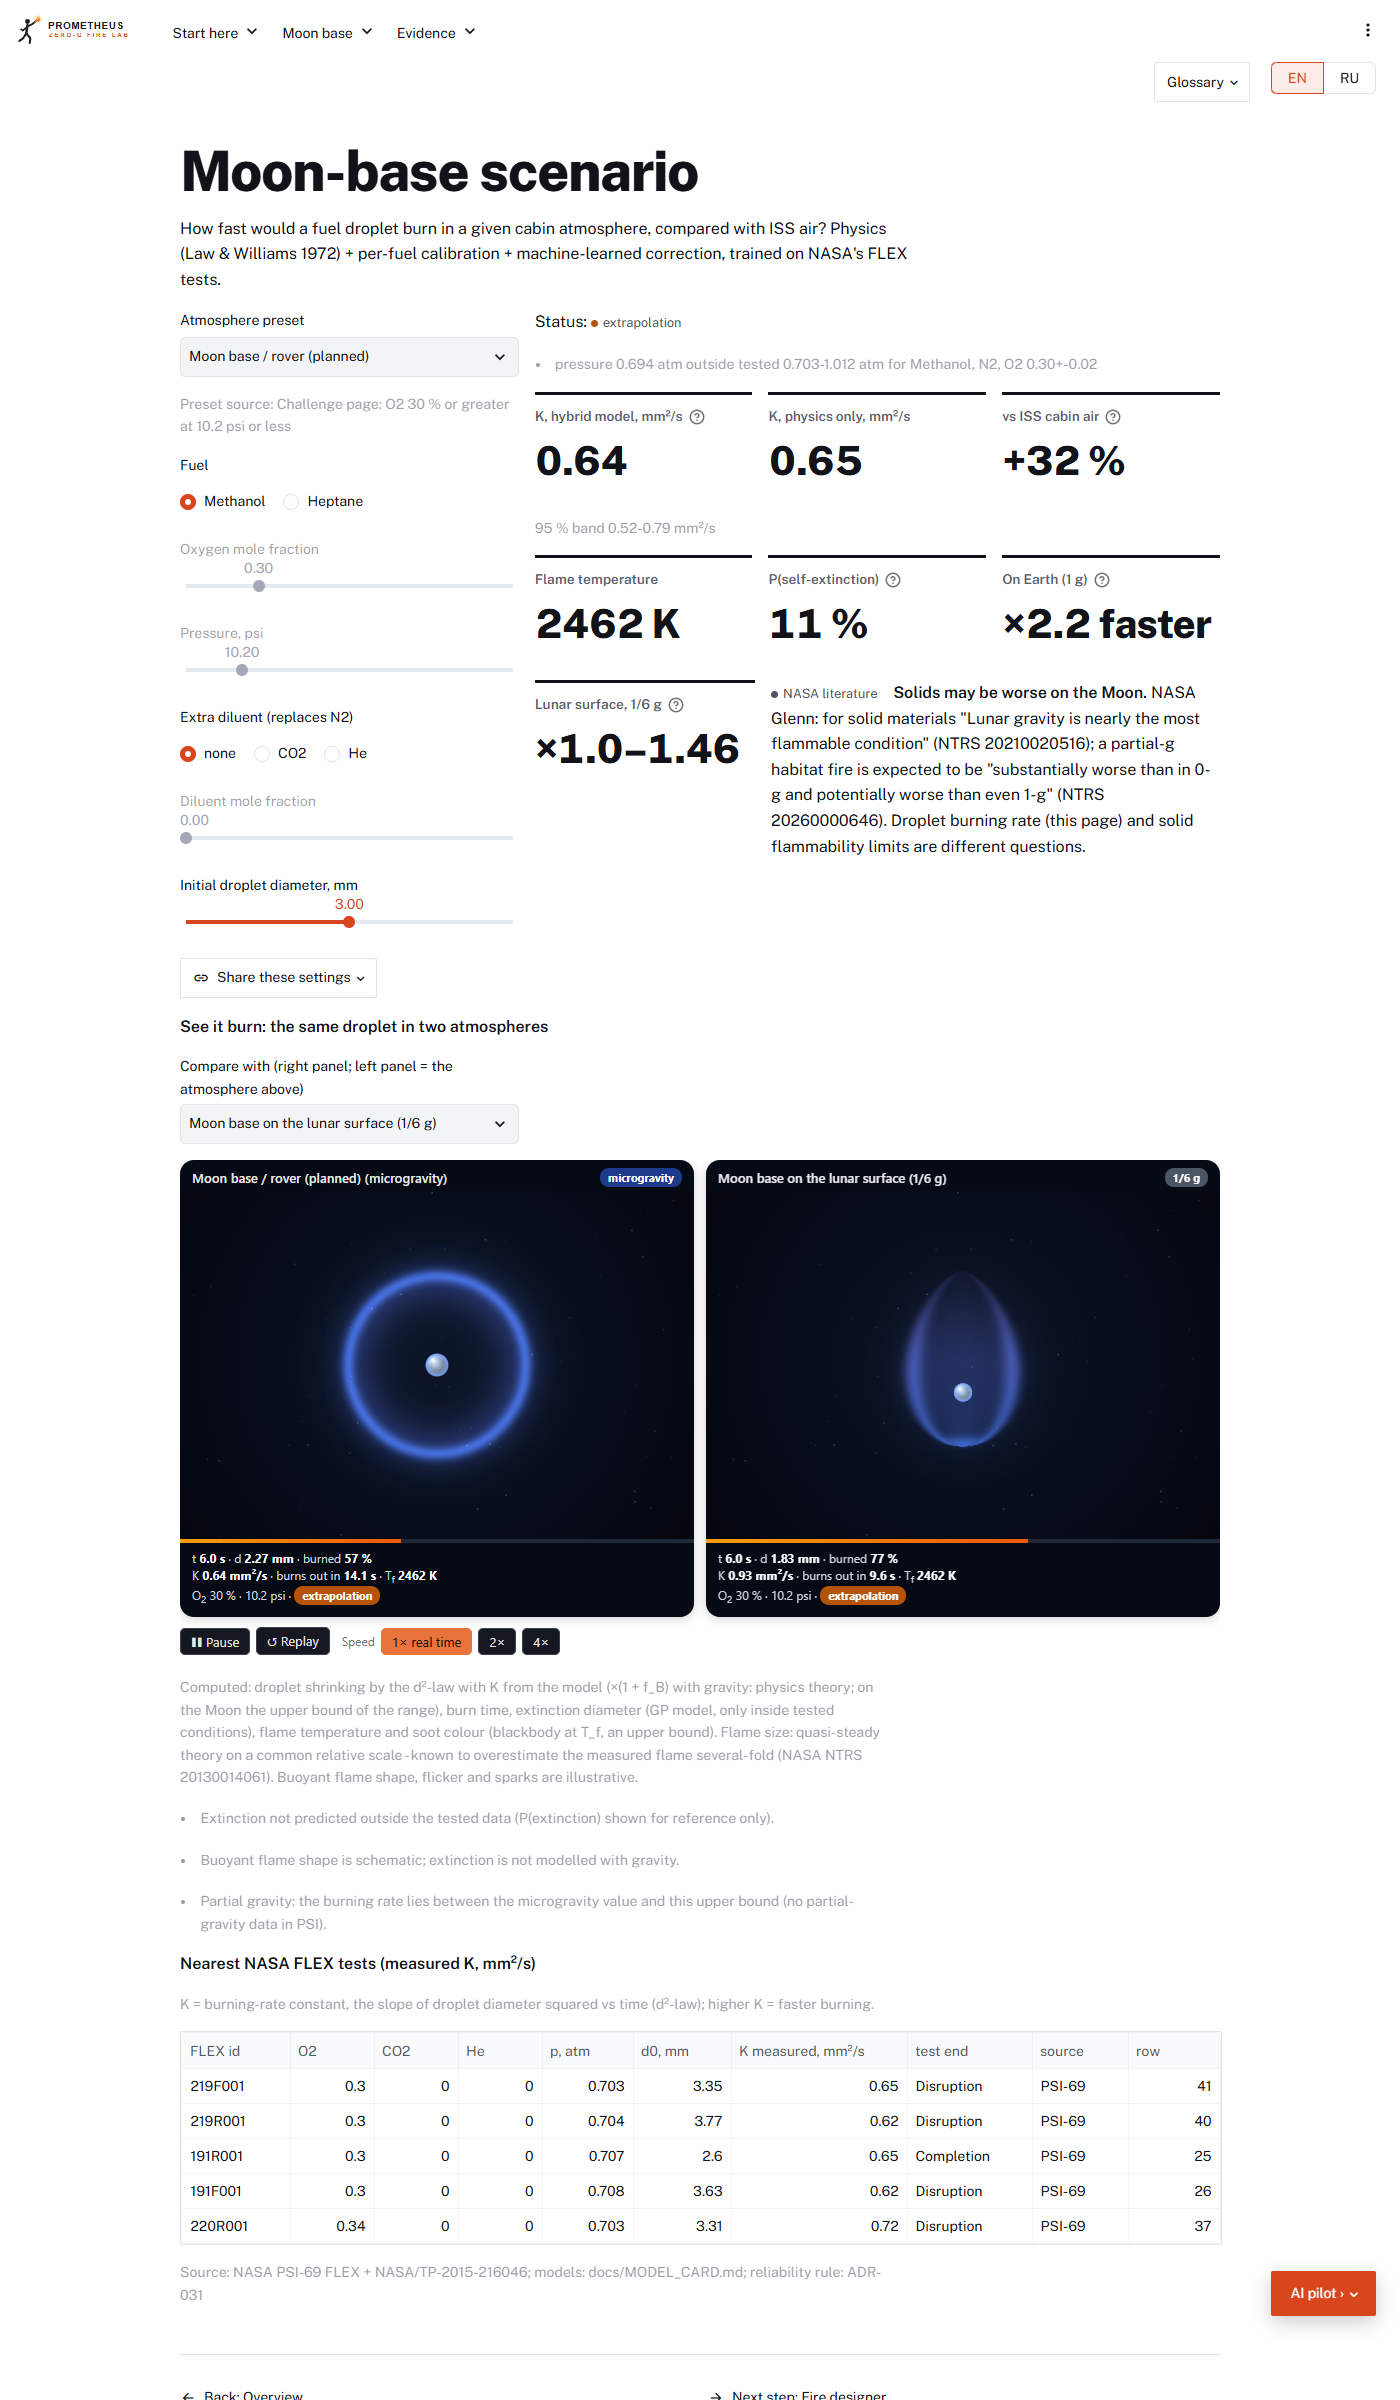 PROMETHEUS
ZERO-G FIRE LAB
Start here
Moon base
Evidence
Glossary
EN
RU
Moon-base scenario
How fast would a fuel droplet burn in a given cabin atmosphere, compared with ISS air? Physics
(Law & Williams 1972) + per-fuel calibration + machine-learned correction, trained on NASA's FLEX
tests.
Atmosphere preset
Moon base / rover (planned)
Preset source: Challenge page: O2 30 % or greater
at 10.2 psi or less
Fuel
Methanol
Heptane
Oxygen mole fraction
0.30
Pressure, psi
10.20
Extra diluent (replaces N2)
none
CO2
He
Diluent mole fraction
0.00
Initial droplet diameter, mm
3.00
Share these settings
Status: extrapolation
• pressure 0.694 atm outside tested 0.703-1.012 atm for Methanol, N2, O2 0.30+-0.02
K, hybrid model, mm²/s
0.64
95 % band 0.52-0.79 mm²/s
K, physics only, mm²/s
0.65
vs ISS cabin air
+32 %
Flame temperature
2462 K
P(self-extinction)
11 %
On Earth (1 g)
×2.2 faster
Lunar surface, 1/6 g
×1.0–1.46
NASA literature Solids may be worse on the Moon. NASA
Glenn: for solid materials "Lunar gravity is nearly the most
flammable condition" (NTRS 20210020516); a partial-g
habitat fire is expected to be "substantially worse than in 0-
g and potentially worse than even 1-g" (NTRS
20260000646). Droplet burning rate (this page) and solid
flammability limits are different questions.
See it burn: the same droplet in two atmospheres
Compare with (right panel; left panel = the
atmosphere above)
Moon base on the lunar surface (1/6 g)
Moon base / rover (planned) (microgravity)
microgravity
t 6.0 s · d 2.27 mm · burned 57 %
K 0.64 mm²/s · burns out in 14.1 s · Tf 2462 K
O₂ 30 % · 10.2 psi · extrapolation
Moon base on the lunar surface (1/6 g)
1/6 g
t 6.0 s · d 1.83 mm · burned 77 %
K 0.93 mm²/s · burns out in 9.6 s · Tf 2462 K
O₂ 30 % · 10.2 psi · extrapolation
Pause
↺ Replay
Speed
1× real time
2×
4×
Computed: droplet shrinking by the d²-law with K from the model (×(1 + f_B) with gravity: physics theory; on
the Moon the upper bound of the range), burn time, extinction diameter (GP model, only inside tested
conditions), flame temperature and soot colour (blackbody at T_f, an upper bound). Flame size: quasi-steady
theory on a common relative scale - known to overestimate the measured flame several-fold (NASA NTRS
20130014061). Buoyant flame shape, flicker and sparks are illustrative.
• Extinction not predicted outside the tested data (P(extinction) shown for reference only).
• Buoyant flame shape is schematic; extinction is not modelled with gravity.
• Partial gravity: the burning rate lies between the microgravity value and this upper bound (no partial-
gravity data in PSI).
Nearest NASA FLEX tests (measured K, mm²/s)
K = burning-rate constant, the slope of droplet diameter squared vs time (d²-law); higher K = faster burning.
FLEX id O2 CO2 He p, atm d0, mm K measured, mm²/s test end source row
219F001 0.3 0 0 0.703 3.35 0.65 Disruption PSI-69 41
219R001 0.3 0 0 0.704 3.77 0.62 Disruption PSI-69 40
191R001 0.3 0 0 0.707 2.6 0.65 Completion PSI-69 25
191F001 0.3 0 0 0.708 3.63 0.62 Disruption PSI-69 26
220R001 0.34 0 0 0.703 3.31 0.72 Disruption PSI-69 37
Source: NASA PSI-69 FLEX + NASA/TP-2015-216046; models: docs/MODEL_CARD.md; reliability rule: ADR-
031
AI pilot ›
← Back: Overview
→ Next step: Fire designer